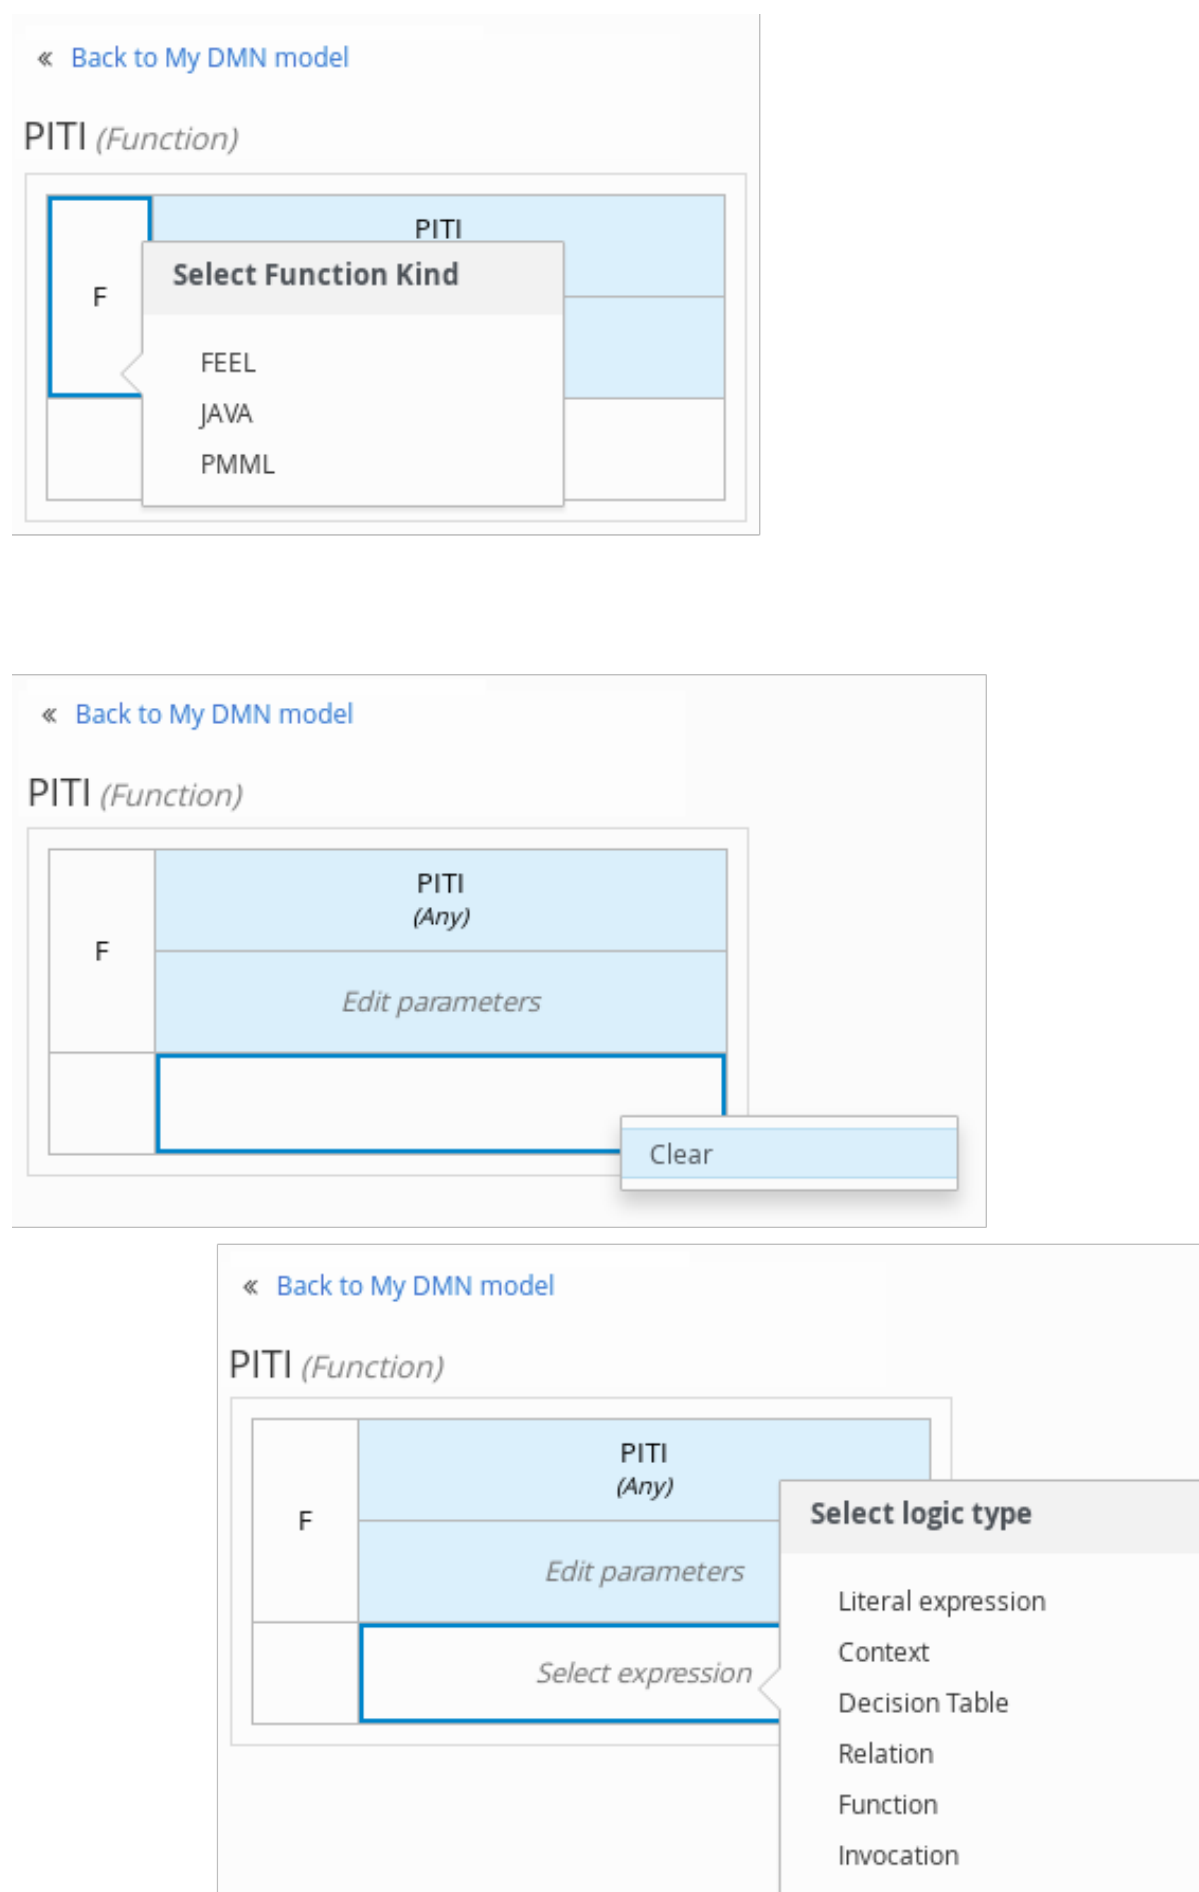 « Back to My DMN model
PITI (Function)
PITI
F
Select Function Kind
FEEL
JAVA
PMML
« Back to My DMN model
PITI (Function)
PITI
(Any)
F
Edit parameters
Clear
« Back to My DMN model
PITI (Function)
PITI
(Any)
F
Edit parameters
Select expression
Select logic type
Literal expression
Context
Decision Table
Relation
Function
Invocation